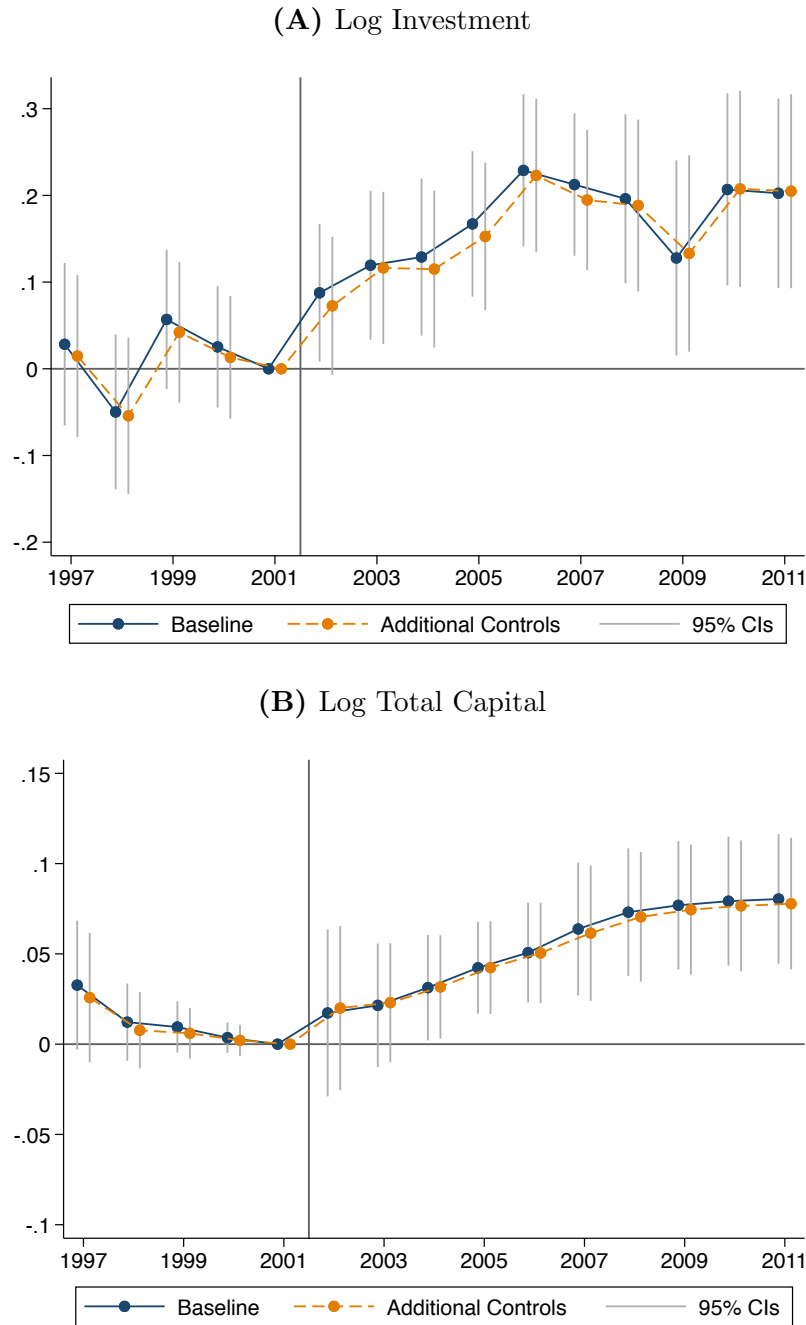 (A) Log Investment
.3
.2
.1
0
-.1
-.2
1997 1999 2001 2003 2005 2007 2009 2011
Baseline Additional Controls 95% CIs
(B) Log Total Capital
.15
.1
.05
0
-.05
-.1
1997 1999 2001 2003 2005 2007 2009 2011
Baseline Additional Controls 95% CIs